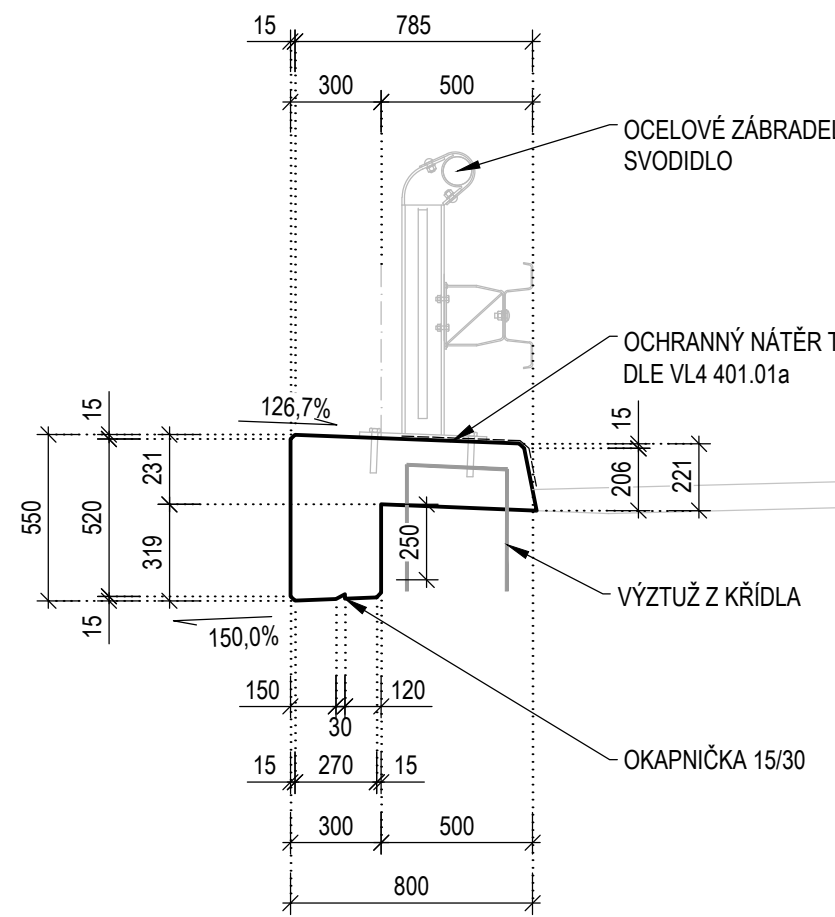 15 785
300 500
OCELOVÉ ZÁBRADEL
SVODIDLO
OCHRANNÝ NÁTĚR T
DLE VL4 401.01a
126,7%
15
550
520
15
231
319
250
15
206
221
150,0%
VÝZTUŽ Z KŘÍDLA
150 30 120
15 270 15
OKAPNIČKA 15/30
300 500
800